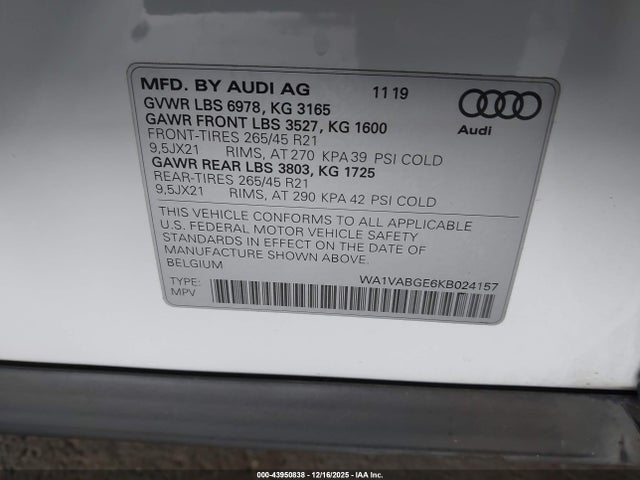 MFD. BY AUDI AG 11 19
GVWR LBS 6978, KG 3165
GAWR FRONT LBS 3527, KG 1600
FRONT-TIRES 265/45 R21
9,5JX21 RIMS, AT 270 KPA 39 PSI COLD
GAWR REAR LBS 3803, KG 1725
REAR-TIRES 265/45 R21
9,5JX21 RIMS, AT 290 KPA 42 PSI COLD
Audi
THIS VEHICLE CONFORMS TO ALL APPLICABLE
U.S. FEDERAL MOTOR VEHICLE SAFETY
STANDARDS IN EFFECT ON THE DATE OF
MANUFACTURE SHOWN ABOVE.
BELGIUM
WA1VABGE6KB024157
TYPE:
MPV
000-43950838 - 12/16/2025 - IAA Inc.